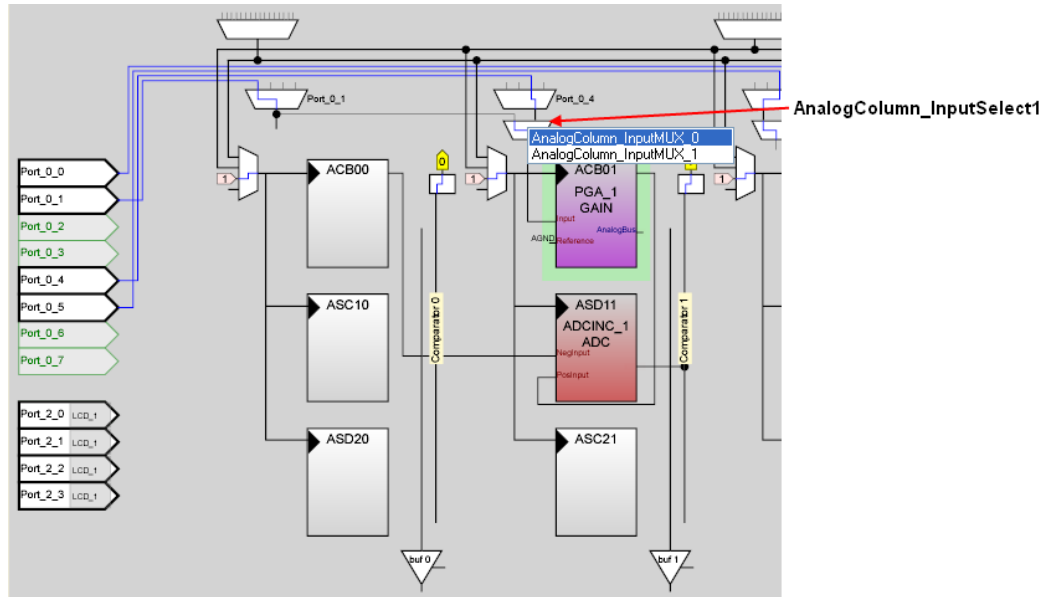 Port_0_1
Port_0_4
AnalogColumn_InputSelect1
AnalogColumn_InputMUX_0
AnalogColumn_InputMUX_1
Port_0_0
Port_0_1
Port_0_2
Port_0_3
Port_0_4
Port_0_5
Port_0_6
Port_0_7
Port_2_0 LCD_1
Port_2_1 LCD_1
Port_2_2 LCD_1
Port_2_3 LCD_1
1
ACB00
ASC10
ASD20
0
Comparator 0
buf 0
1
ACB01
PGA_1
GAIN
Input
AnalogBus
AGND
Reference
ASD11
ADCINC_1
ADC
NegInput
PosInput
ASC21
Comparator 1
buf 1
1